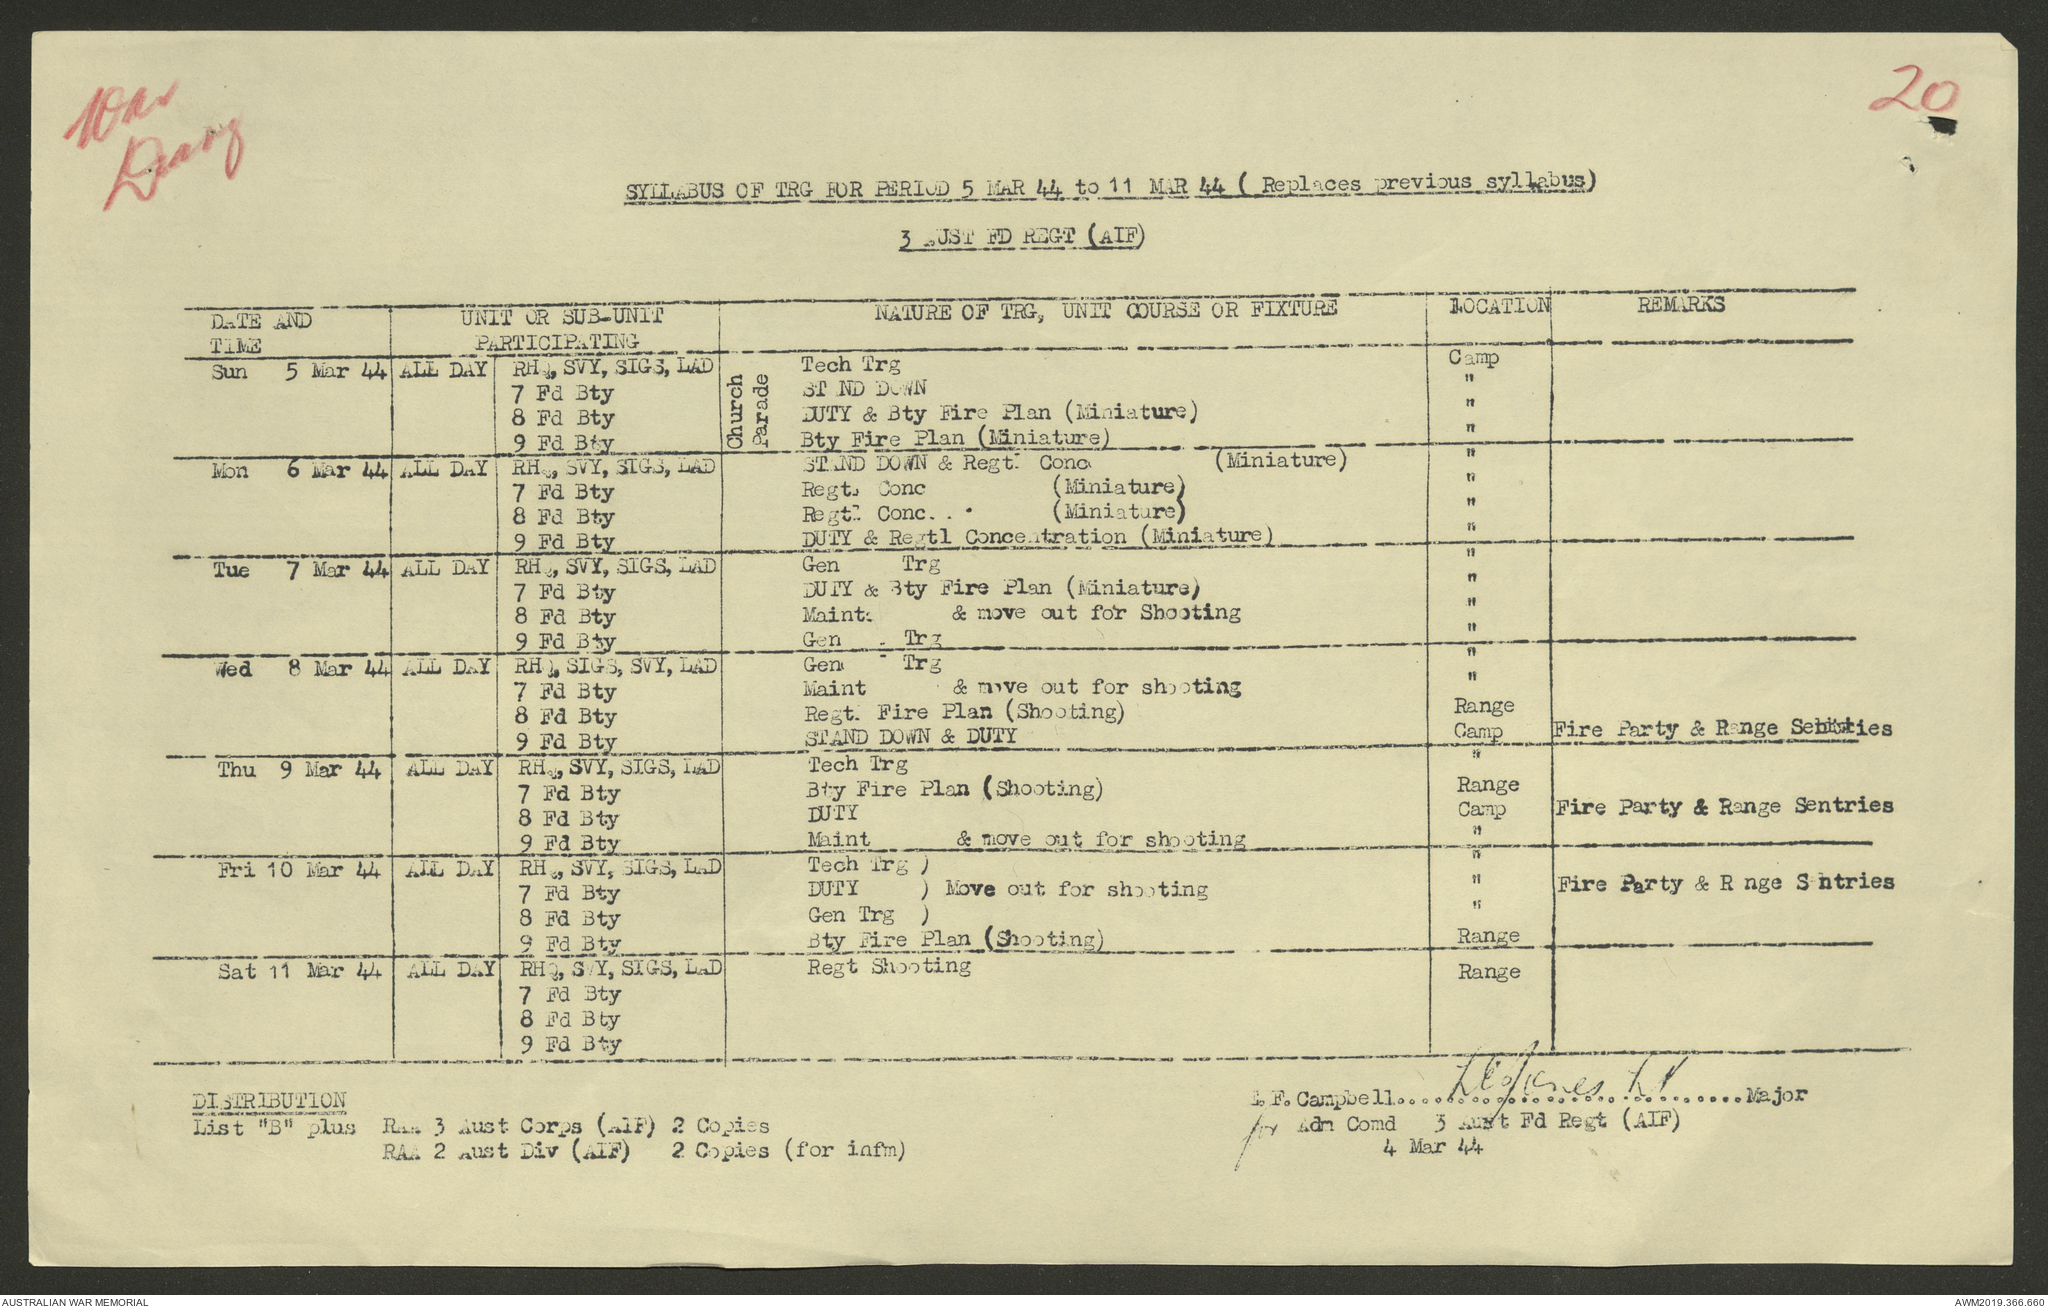 War
Diary
20
SYLLABUS OF TRG FOR PERIOD 5 MAR 44 to 11 MAR 44 ( Replaces previous syllabus)
3 AUST FD REGT (AIF)
DATE AND TIME UNIT OR SUB-UNIT PARTICIPATING NATURE OF TRG, UNIT COURSE OR FIXTURE LOCATION REMARKS
Sun 5 Mar 44 ALL DAY RHQ, SVY, SIGS, LAD Church Parade Tech Trg Camp
7 Fd Bty STAND DOWN "
8 Fd Bty DUTY & Bty Fire Plan (Miniature) "
9 Fd Bty Bty Fire Plan (Miniature) "
Mon 6 Mar 44 ALL DAY RHQ, SVY, SIGS, LAD STAND DOWN & Regtl Conc (Miniature) "
7 Fd Bty Regtl Conc (Miniature) "
8 Fd Bty Regtl Conc (Miniature) "
9 Fd Bty DUTY & Regtl Concentration (Miniature) "
Tue 7 Mar 44 ALL DAY RHQ, SVY, SIGS, LAD Gen Trg "
7 Fd Bty DUTY & Bty Fire Plan (Miniature) "
8 Fd Bty Maint & move out for Shooting "
9 Fd Bty Gen Trg "
Wed 8 Mar 44 ALL DAY RHQ, SIGS, SVY, LAD Gen Trg "
7 Fd Bty Maint & move out for shooting "
8 Fd Bty Regtl Fire Plan (Shooting) Range
9 Fd Bty STAND DOWN & DUTY Camp Fire Party & Range Sentries
Thu 9 Mar 44 ALL DAY RHQ, SVY, SIGS, LAD Tech Trg "
7 Fd Bty Bty Fire Plan (Shooting) Range
8 Fd Bty DUTY Camp Fire Party & Range Sentries
9 Fd Bty Maint & move out for shooting "
Fri 10 Mar 44 ALL DAY RHQ, SVY, SIGS, LAD Tech Trg ) "
7 Fd Bty DUTY ) Move out for shooting " Fire Party & Range Sentries
8 Fd Bty Gen Trg ) "
9 Fd Bty Bty Fire Plan (Shooting) Range
Sat 11 Mar 44 ALL DAY RHQ, SVY, SIGS, LAD Regt Shooting Range
7 Fd Bty
8 Fd Bty
9 Fd Bty
DISTRIBUTION
List "B" plus RAA 3 Aust Corps (AIF) 2 Copies
RAA 2 Aust Div (AIF) 2 Copies (for infm)
F. Campbell..............................Major
for Adm Comd 3 Aust Fd Regt (AIF)
4 Mar 44
AUSTRALIAN WAR MEMORIAL
AWM2019.366.660